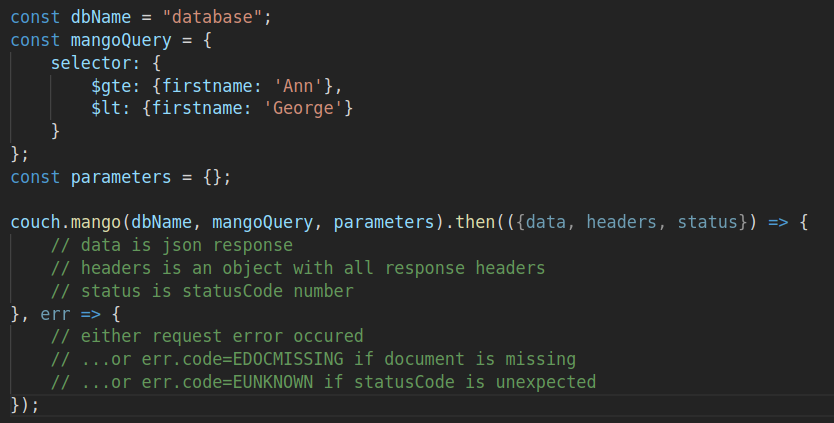 const dbName = "database";
const mangoQuery = {
    selector: {
        $gte: {firstname: 'Ann'},
        $lt: {firstname: 'George'}
    }
};
const parameters = {};

couch.mango(dbName, mangoQuery, parameters).then(({data, headers, status}) => {
    // data is json response
    // headers is an object with all response headers
    // status is statusCode number
}, err => {
    // either request error occured
    // ...or err.code=EDOCMISSING if document is missing
    // ...or err.code=EUNKNOWN if statusCode is unexpected
});